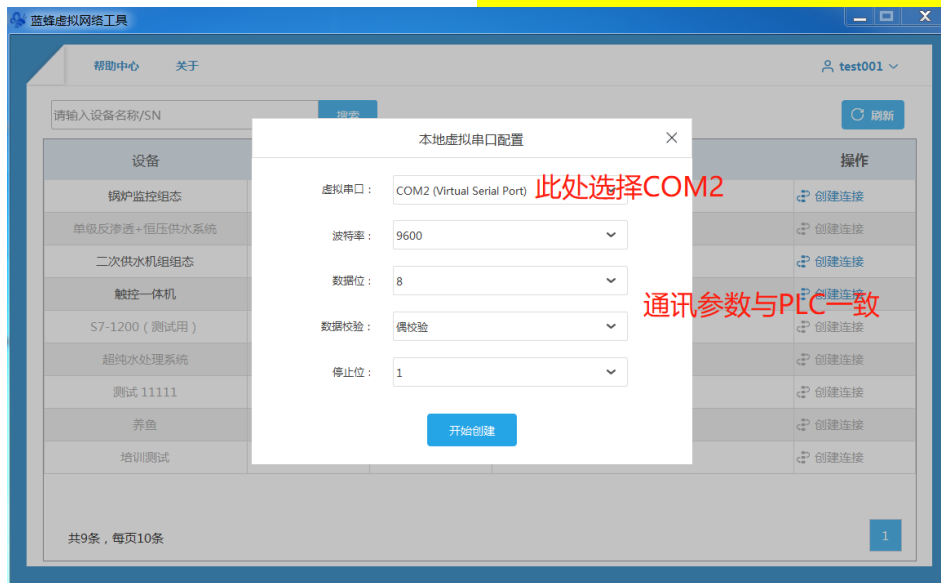 蓝蜂虚拟网络工具
帮助中心 关于 test001
请输入设备名称/SN 搜索 刷新
本地虚拟串口配置
设备 操作
虚拟串口： COM2 (Virtual Serial Port) 此处选择COM2
锅炉监控组态 创建连接
单级反渗透+恒压供水系统 创建连接
波特率： 9600
二次供水机组组态 创建连接
数据位： 8
触控一体机 创建连接
通讯参数与PLC一致
S7-1200（测试用） 创建连接
数据校验： 偶校验
超纯水处理系统 创建连接
停止位： 1
测试 11111 创建连接
养鱼 创建连接
开始创建
培训测试 创建连接
共9条，每页10条 1